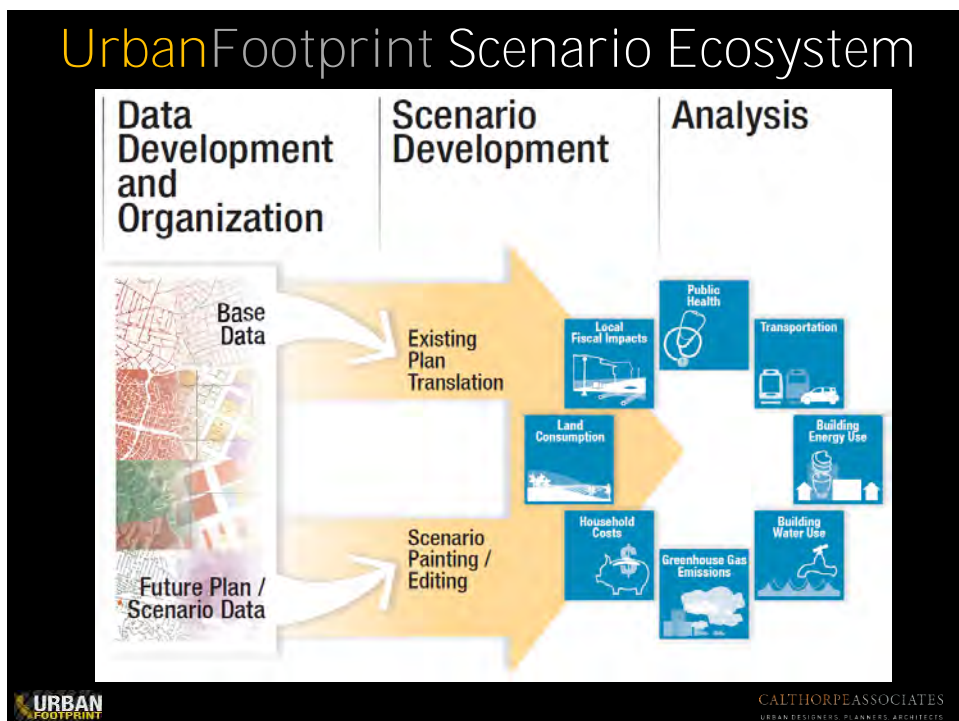 UrbanFootprint Scenario Ecosystem
Data
Development
and
Organization
Scenario
Development
Analysis
Base
Data
Future Plan /
Scenario Data
Existing
Plan
Translation
Scenario
Painting /
Editing
Public
Health
Local
Fiscal Impacts
Transportation
Land
Consumption
Building
Energy Use
Household
Costs
Building
Water Use
Greenhouse Gas
Emissions
URBAN
FOOTPRINT
CALTHORPEASSOCIATES
URBAN DESIGNERS, PLANNERS, ARCHITECTS